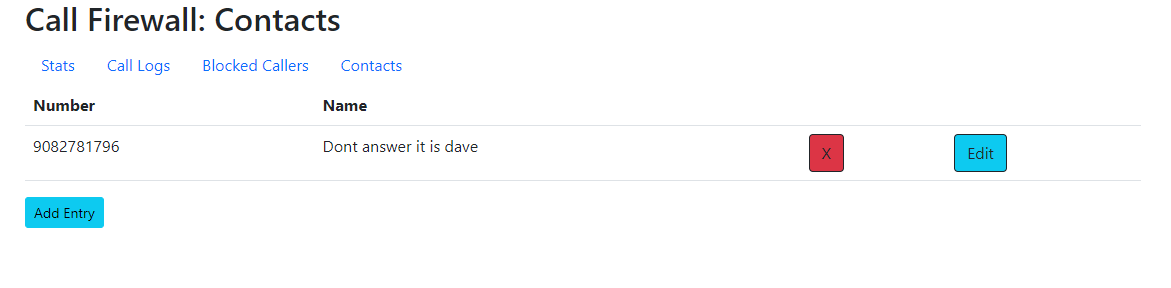 Call Firewall: Contacts
Stats Call Logs Blocked Callers Contacts
Number Name
9082781796 Dont answer it is dave X Edit
Add Entry